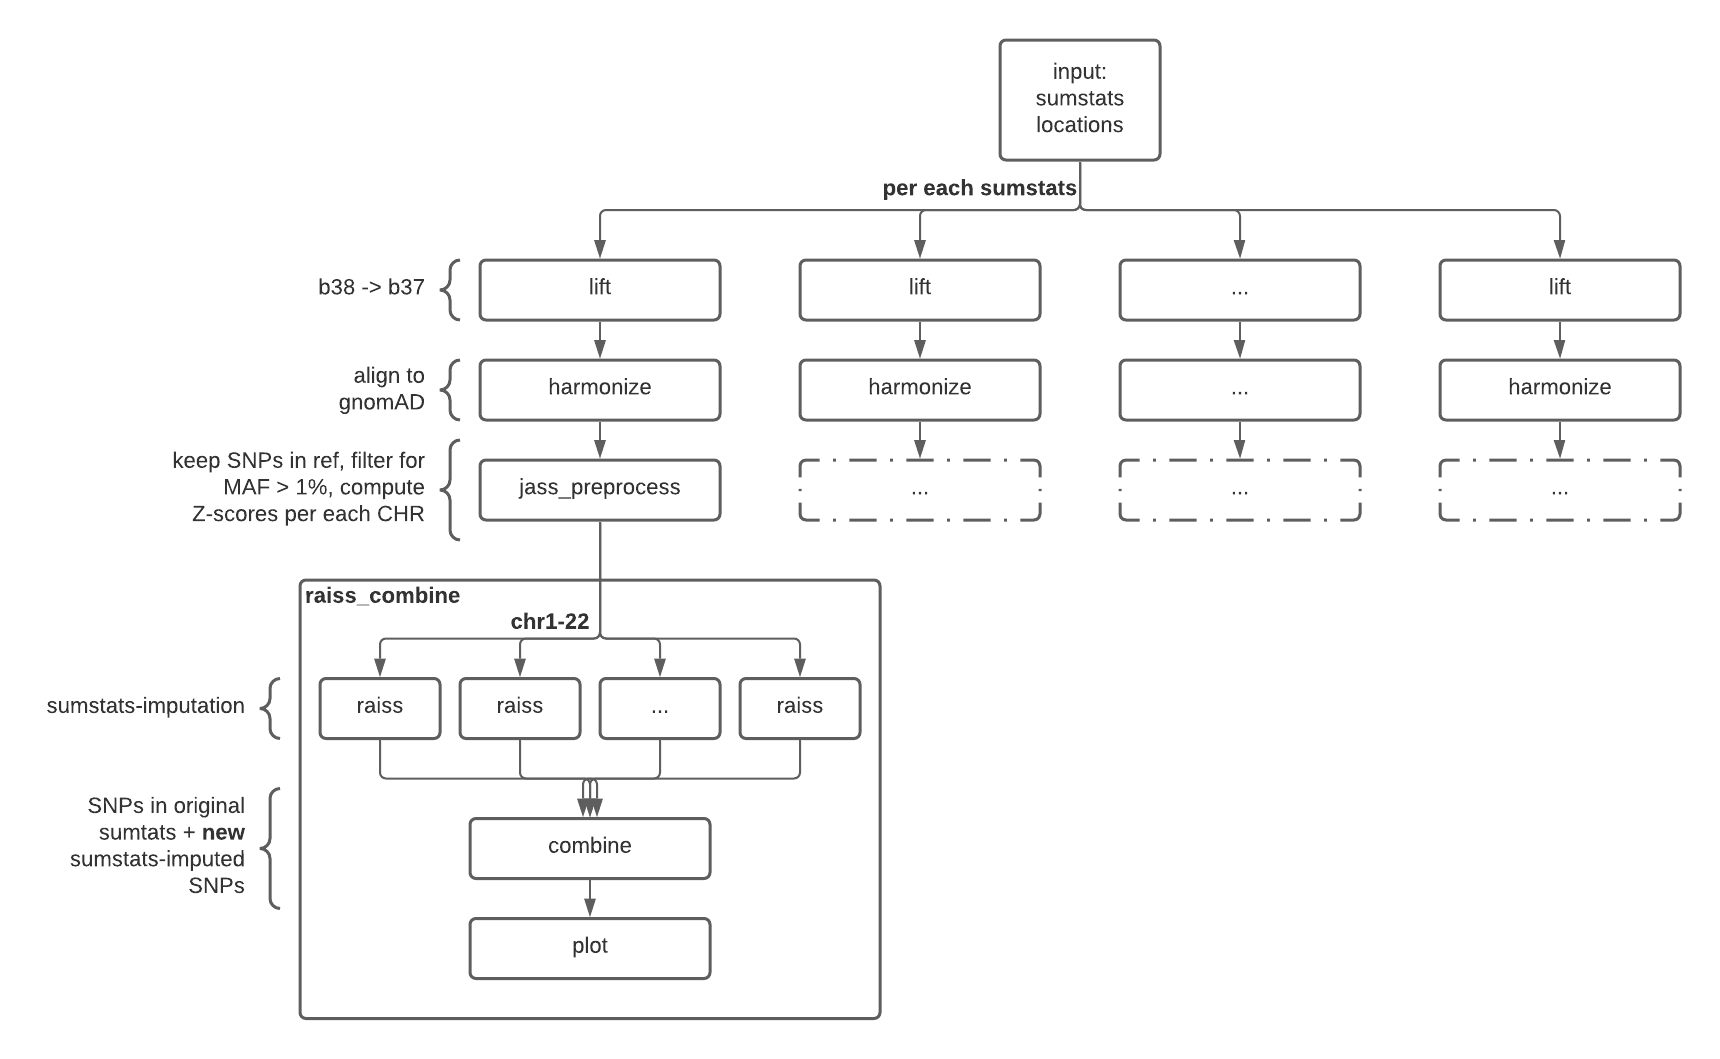 input:
sumstats
locations
per each sumstats
b38 -> b37
lift
lift
...
lift
align to
gnomAD
harmonize
harmonize
...
harmonize
keep SNPs in ref, filter for
MAF > 1%, compute
Z-scores per each CHR
jass_preprocess
...
...
...
raiss_combine
chr1-22
sumstats-imputation
raiss
raiss
...
raiss
SNPs in original
sumtats + new
sumstats-imputed
SNPs
combine
plot